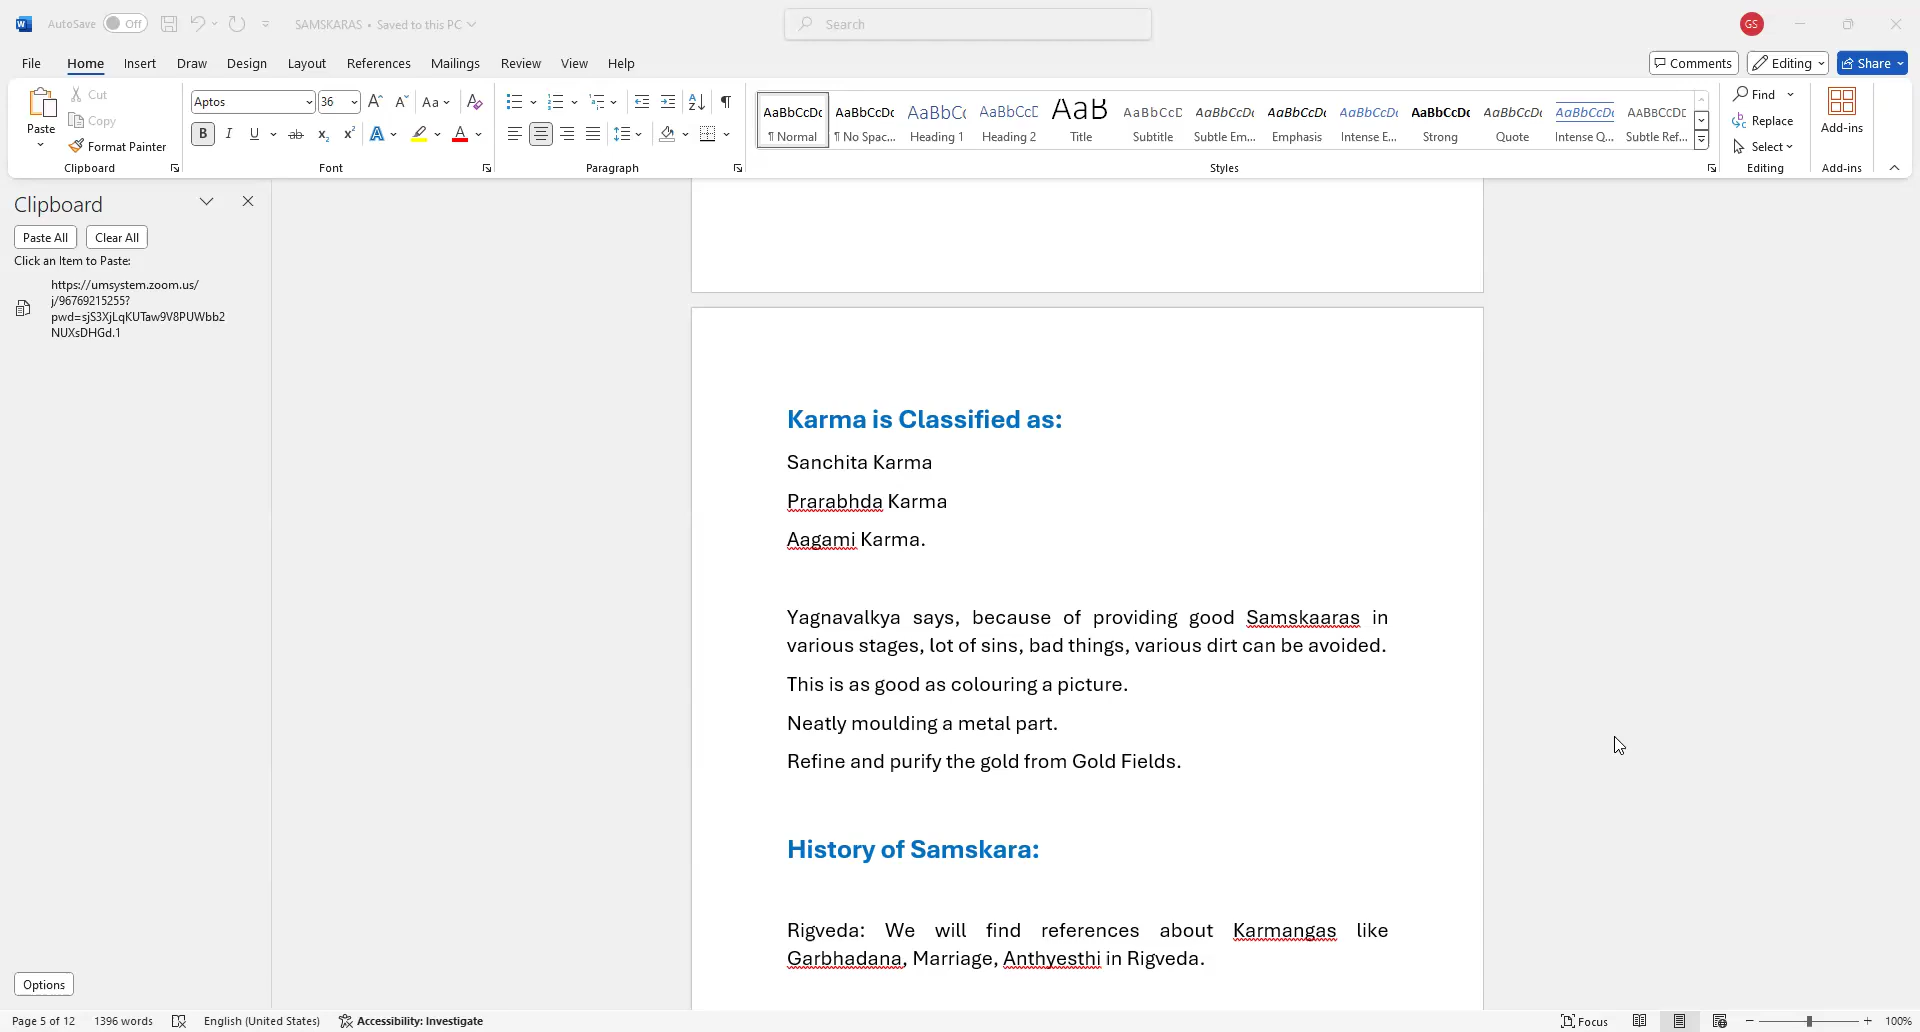 AutoSave Off SAMSKARAS • Saved to this PC Search GS
File Home Insert Draw Design Layout References Mailings Review View Help Comments Editing Share
Paste Cut Copy Format Painter Clipboard
Aptos 36 Aa B I U ab x₂ x² A A Font
Paragraph
AaBbCcDc AaBbCcDc AaBbCc AaBbCcD AaB AaBbCcD AaBbCcDc AaBbCcDc AaBbCcDc AaBbCcDc AaBbCcDc AaBbCcDc AABBCCDD
¶ Normal ¶ No Spac... Heading 1 Heading 2 Title Subtitle Subtle Em... Emphasis Intense E... Strong Quote Intense Q... Subtle Ref...
Styles
Find Replace Select Editing
Add-ins Add-ins
Clipboard
Paste All Clear All
Click an Item to Paste:
https://umsystem.zoom.us/
j/96769215255?
pwd=sjS3XjLqKUTaw9V8PUWbb2
NUXsDHGd.1
Options
Karma is Classified as:
Sanchita Karma
Prarabhda Karma
Aagami Karma.
Yagnavalkya says, because of providing good Samskaaras in
various stages, lot of sins, bad things, various dirt can be avoided.
This is as good as colouring a picture.
Neatly moulding a metal part.
Refine and purify the gold from Gold Fields.
History of Samskara:
Rigveda: We will find references about Karmangas like
Garbhadana, Marriage, Anthyesthi in Rigveda.
Page 5 of 12 1396 words English (United States) Accessibility: Investigate Focus 100%